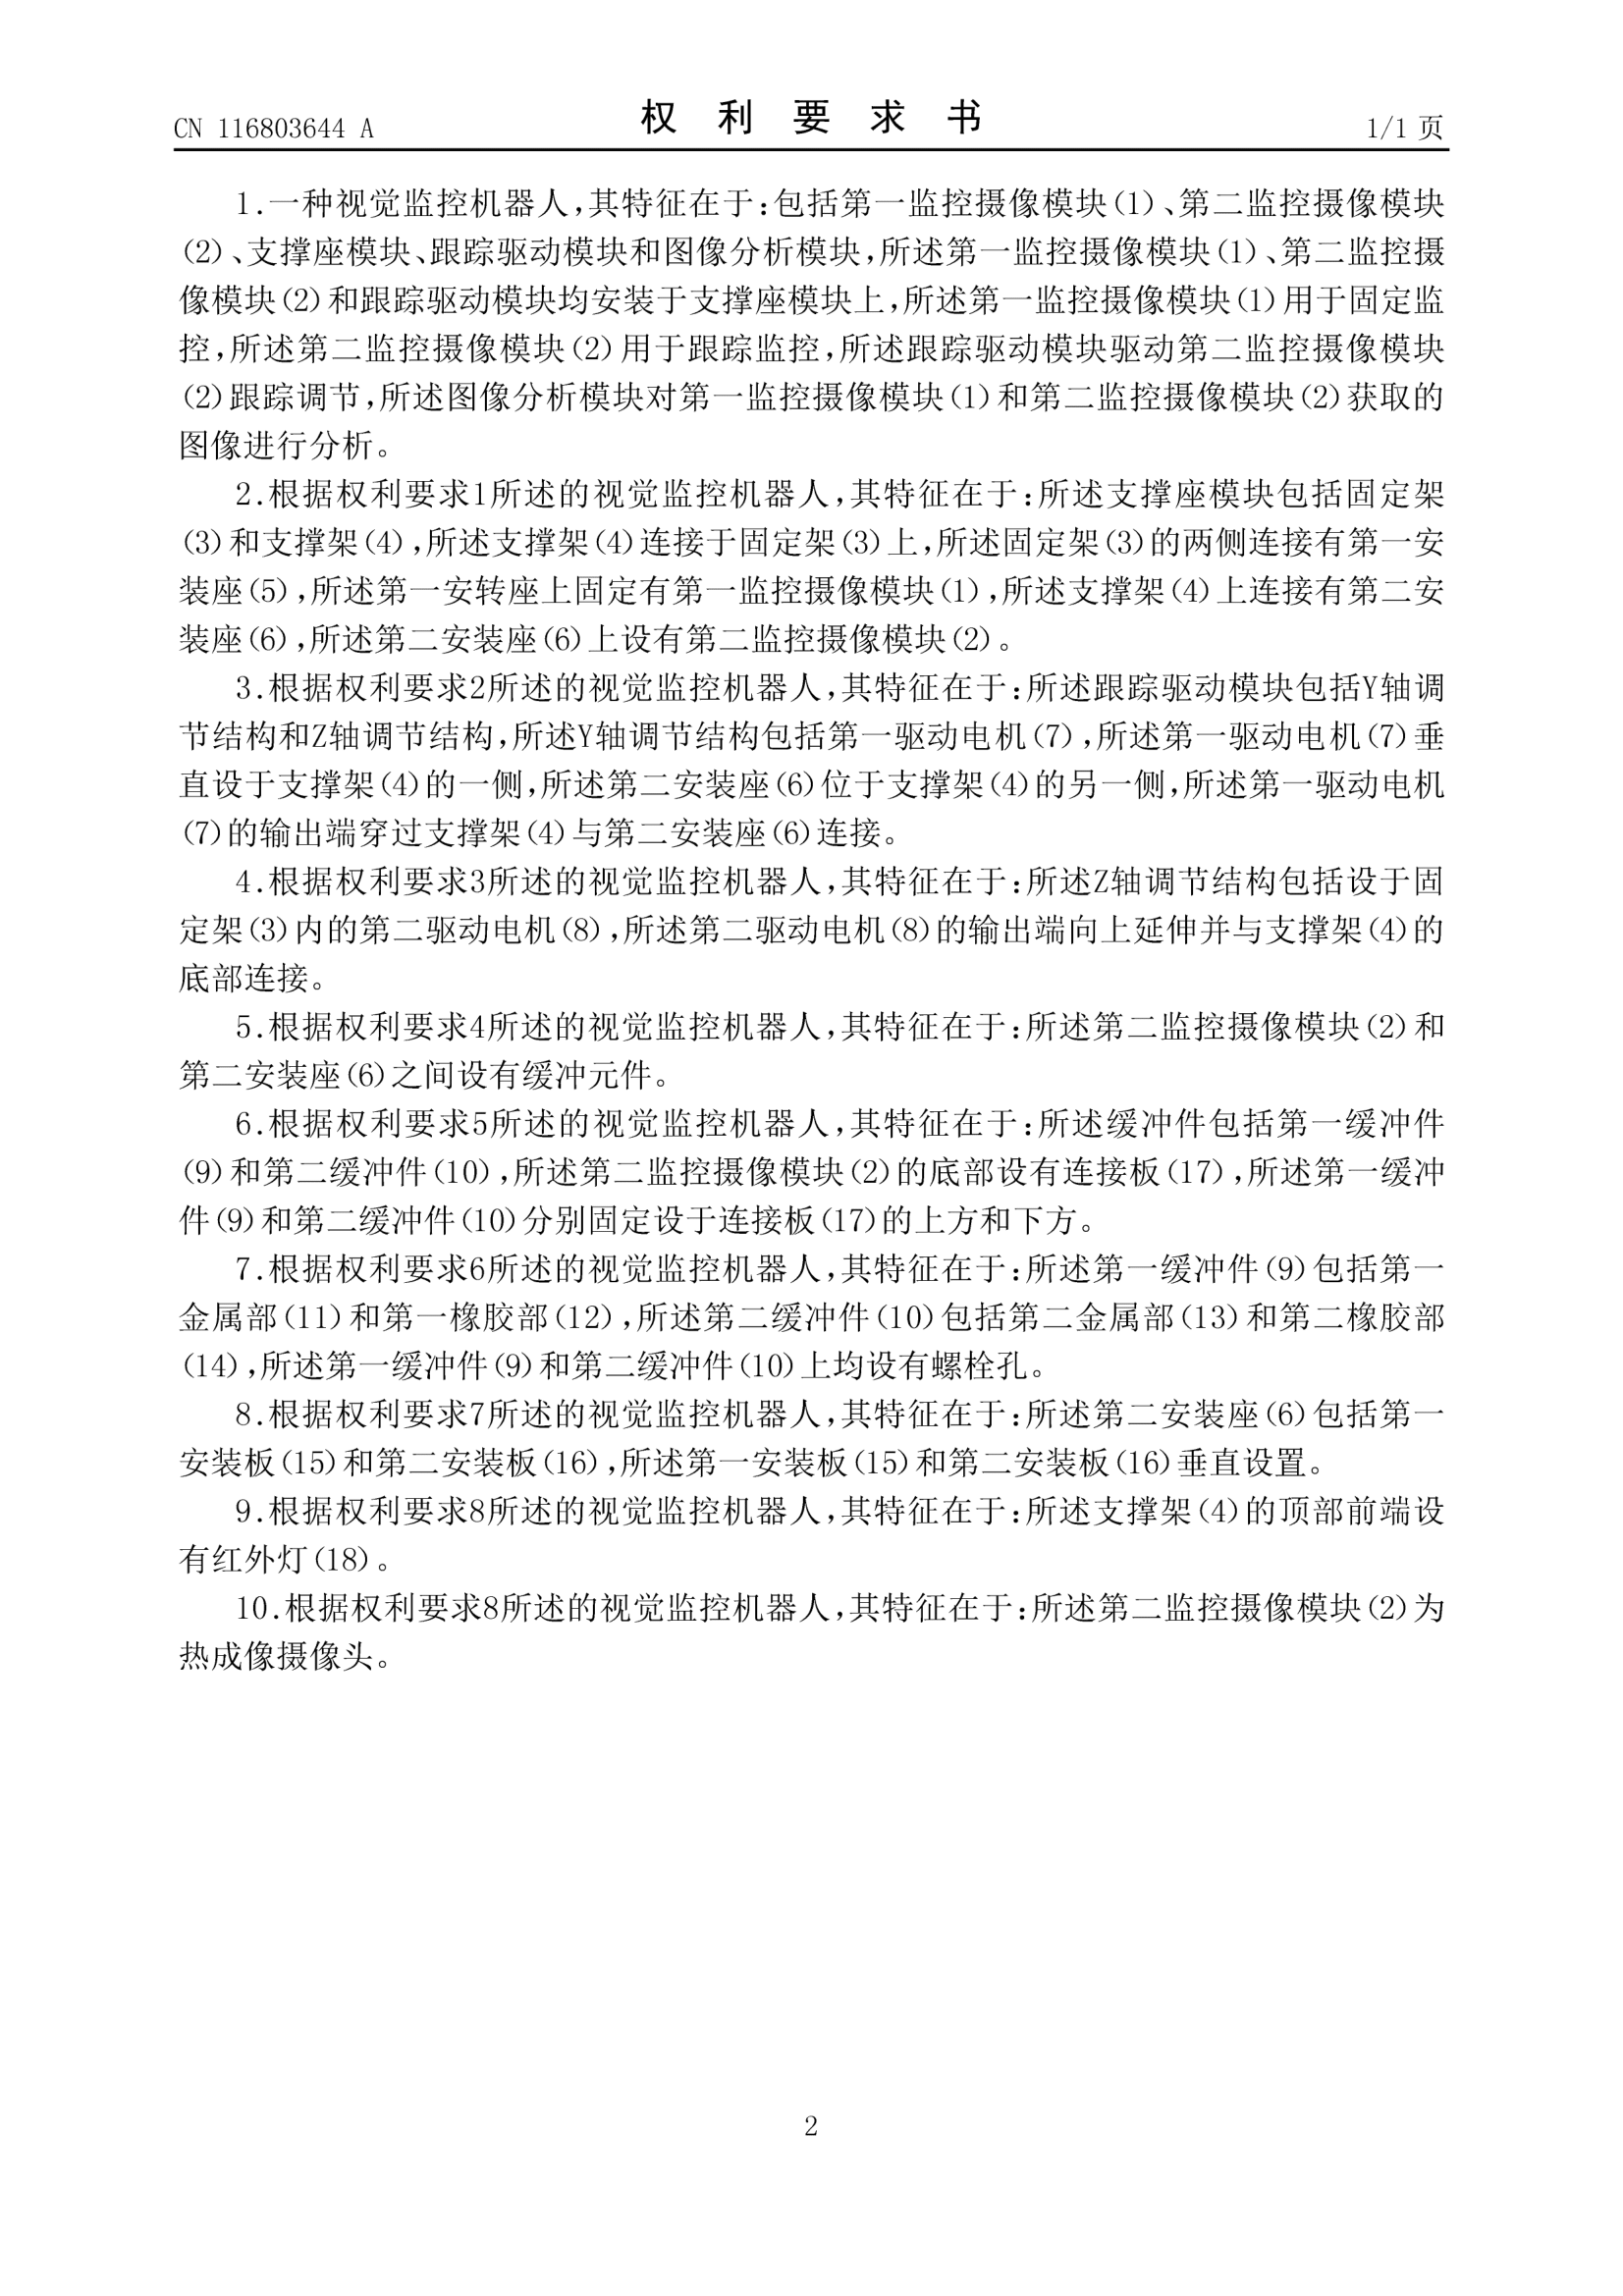 CN 116803644 A
权 利 要 求 书
1/1 页
1.一种视觉监控机器人,其特征在于:包括第一监控摄像模块(1)、第二监控摄像模块
(2)、支撑座模块、跟踪驱动模块和图像分析模块,所述第一监控摄像模块(1)、第二监控摄
像模块(2)和跟踪驱动模块均安装于支撑座模块上,所述第一监控摄像模块(1)用于固定监
控,所述第二监控摄像模块(2)用于跟踪监控,所述跟踪驱动模块驱动第二监控摄像模块
(2)跟踪调节,所述图像分析模块对第一监控摄像模块(1)和第二监控摄像模块(2)获取的
图像进行分析。
2.根据权利要求1所述的视觉监控机器人,其特征在于:所述支撑座模块包括固定架
(3)和支撑架(4),所述支撑架(4)连接于固定架(3)上,所述固定架(3)的两侧连接有第一安
装座(5),所述第一安转座上固定有第一监控摄像模块(1),所述支撑架(4)上连接有第二安
装座(6),所述第二安装座(6)上设有第二监控摄像模块(2)。
3.根据权利要求2所述的视觉监控机器人,其特征在于:所述跟踪驱动模块包括Y轴调
节结构和Z轴调节结构,所述Y轴调节结构包括第一驱动电机(7),所述第一驱动电机(7)垂
直设于支撑架(4)的一侧,所述第二安装座(6)位于支撑架(4)的另一侧,所述第一驱动电机
(7)的输出端穿过支撑架(4)与第二安装座(6)连接。
4.根据权利要求3所述的视觉监控机器人,其特征在于:所述Z轴调节结构包括设于固
定架(3)内的第二驱动电机(8),所述第二驱动电机(8)的输出端向上延伸并与支撑架(4)的
底部连接。
5.根据权利要求4所述的视觉监控机器人,其特征在于:所述第二监控摄像模块(2)和
第二安装座(6)之间设有缓冲元件。
6.根据权利要求5所述的视觉监控机器人,其特征在于:所述缓冲件包括第一缓冲件
(9)和第二缓冲件(10),所述第二监控摄像模块(2)的底部设有连接板(17),所述第一缓冲
件(9)和第二缓冲件(10)分别固定设于连接板(17)的上方和下方。
7.根据权利要求6所述的视觉监控机器人,其特征在于:所述第一缓冲件(9)包括第一
金属部(11)和第一橡胶部(12),所述第二缓冲件(10)包括第二金属部(13)和第二橡胶部
(14),所述第一缓冲件(9)和第二缓冲件(10)上均设有螺栓孔。
8.根据权利要求7所述的视觉监控机器人,其特征在于:所述第二安装座(6)包括第一
安装板(15)和第二安装板(16),所述第一安装板(15)和第二安装板(16)垂直设置。
9.根据权利要求8所述的视觉监控机器人,其特征在于:所述支撑架(4)的顶部前端设
有红外灯(18)。
10.根据权利要求8所述的视觉监控机器人,其特征在于:所述第二监控摄像模块(2)为
热成像摄像头。
2